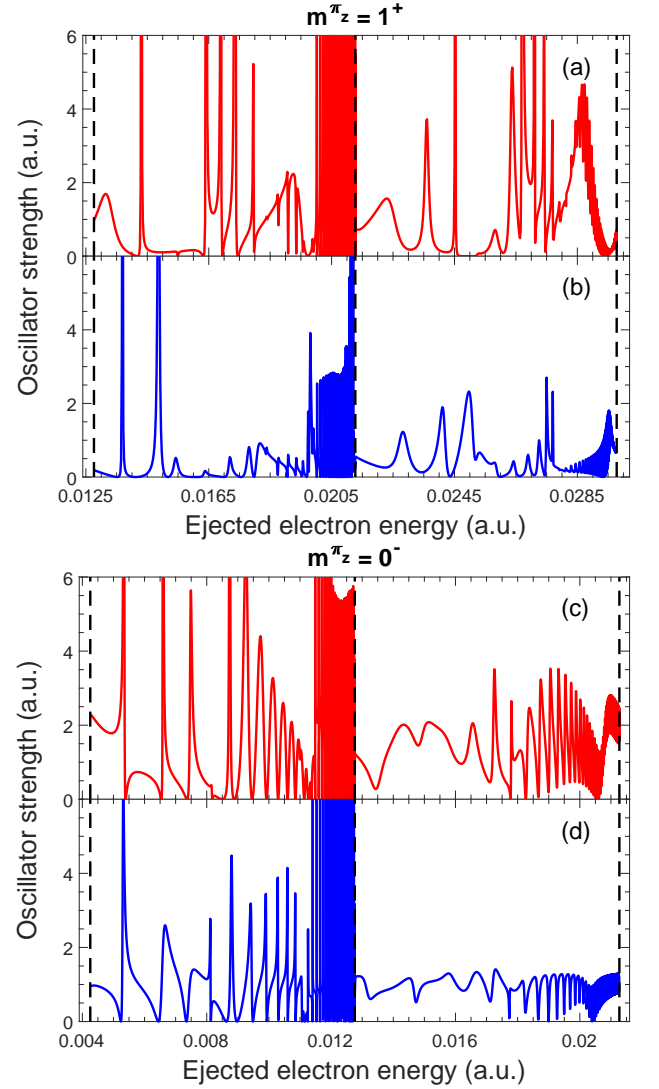 m^πz = 1^+
6
(a)
4
2
0
Oscillator strength (a.u.)
(b)
4
2
0
0.0125 0.0165 0.0205 0.0245 0.0285
Ejected electron energy (a.u.)
m^πz = 0^-
6
(c)
4
2
0
Oscillator strength (a.u.)
(d)
4
2
0
0.004 0.008 0.012 0.016 0.02
Ejected electron energy (a.u.)